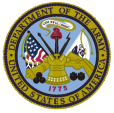 DEPARTMENT OF THE ARMY
UNITED STATES OF AMERICA
1775